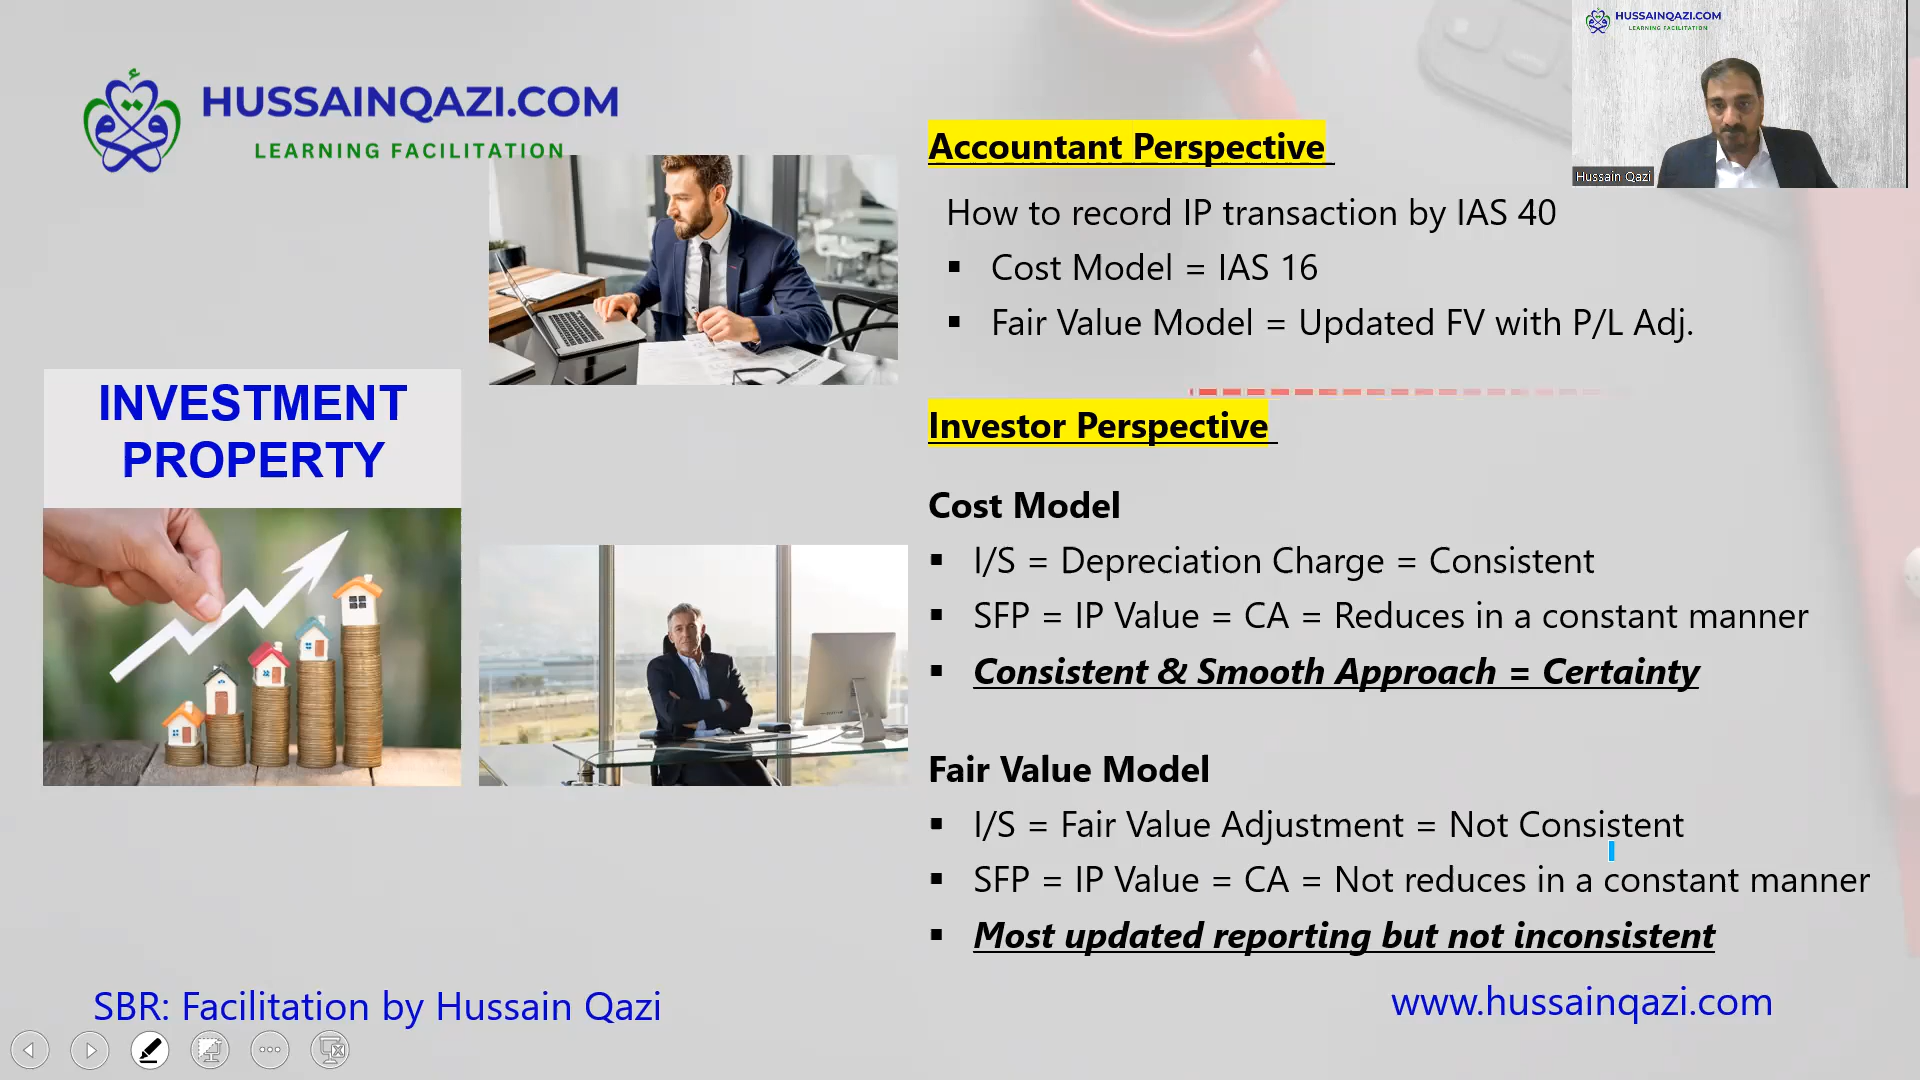 HUSSAINQAZI.COM
LEARNING FACILITATION
INVESTMENT
PROPERTY
Accountant Perspective
How to record IP transaction by IAS 40
▪ Cost Model = IAS 16
▪ Fair Value Model = Updated FV with P/L Adj.
Investor Perspective
Cost Model
▪ I/S = Depreciation Charge = Consistent
▪ SFP = IP Value = CA = Reduces in a constant manner
▪ Consistent & Smooth Approach = Certainty
Fair Value Model
▪ I/S = Fair Value Adjustment = Not Consistent
▪ SFP = IP Value = CA = Not reduces in a constant manner
▪ Most updated reporting but not inconsistent
HUSSAINQAZI.COM
LEARNING FACILITATION
Hussain Qazi
SBR: Facilitation by Hussain Qazi
www.hussainqazi.com